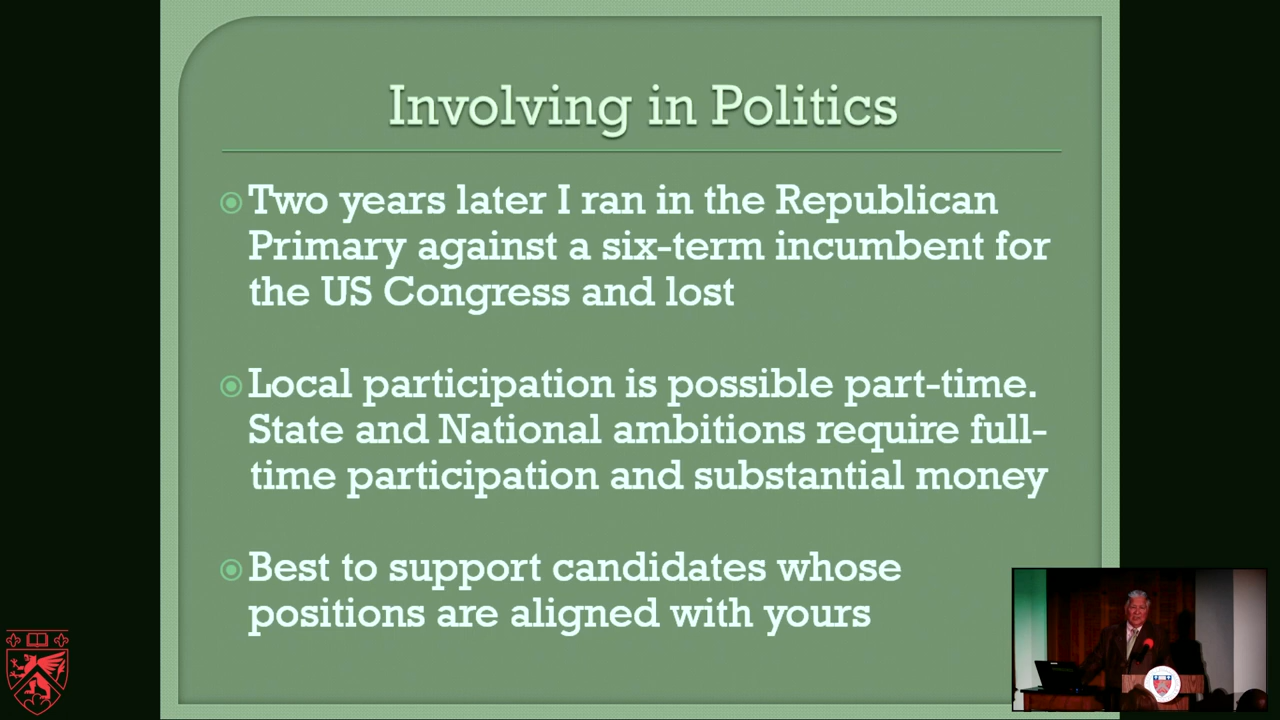 Involving in Politics
Two years later I ran in the Republican
Primary against a six-term incumbent for
the US Congress and lost
Local participation is possible part-time.
State and National ambitions require full-
time participation and substantial money
Best to support candidates whose
positions are aligned with yours